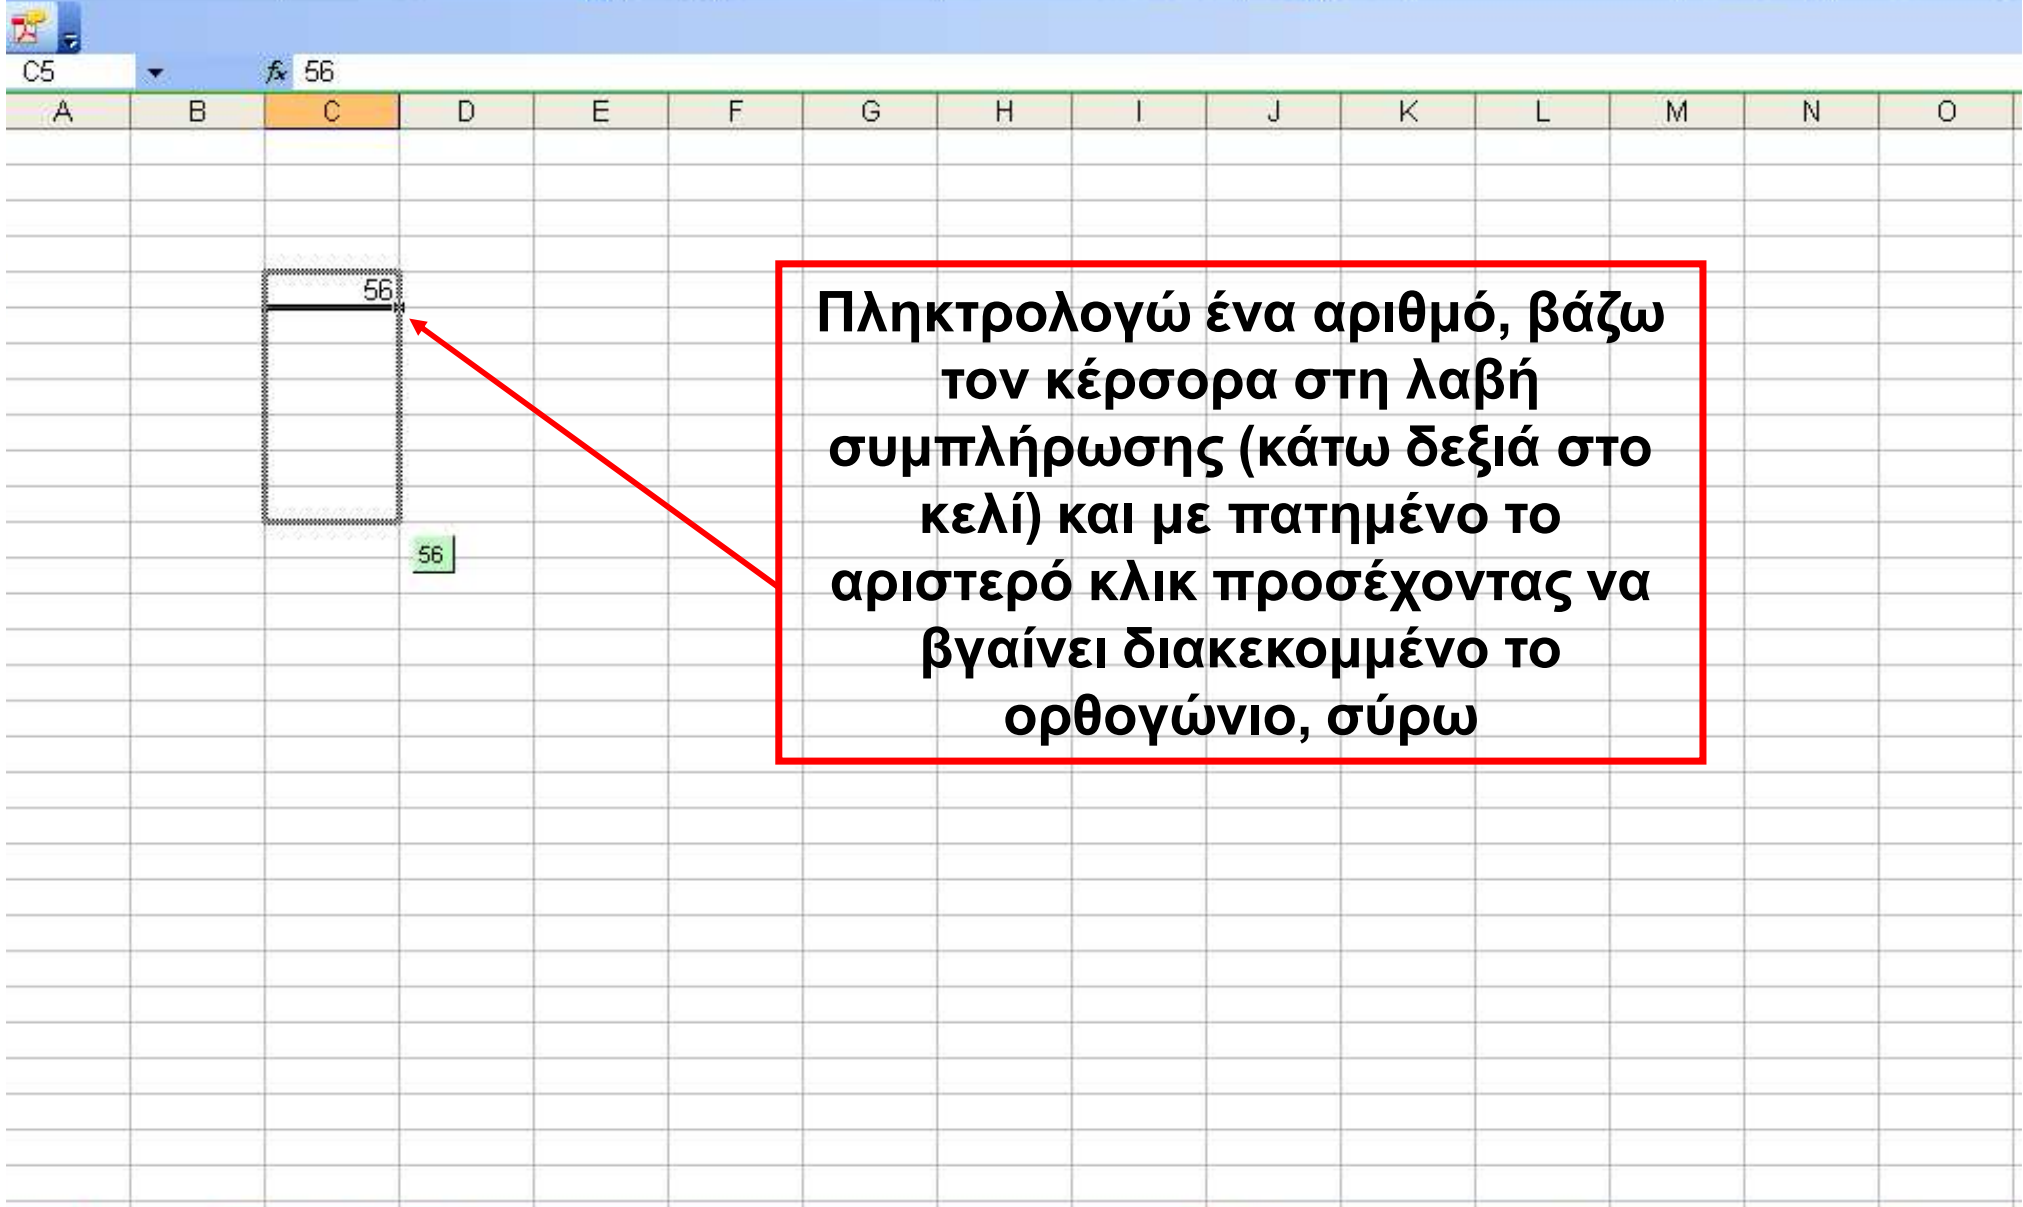 C5 fx 56
A B C D E F G H I J K L M N O
56
56
Πληκτρολογώ ένα αριθμό, βάζω
τον κέρσορα στη λαβή
συμπλήρωσης (κάτω δεξιά στο
κελί) και με πατημένο το
αριστερό κλικ προσέχοντας να
βγαίνει διακεκομμένο το
ορθογώνιο, σύρω